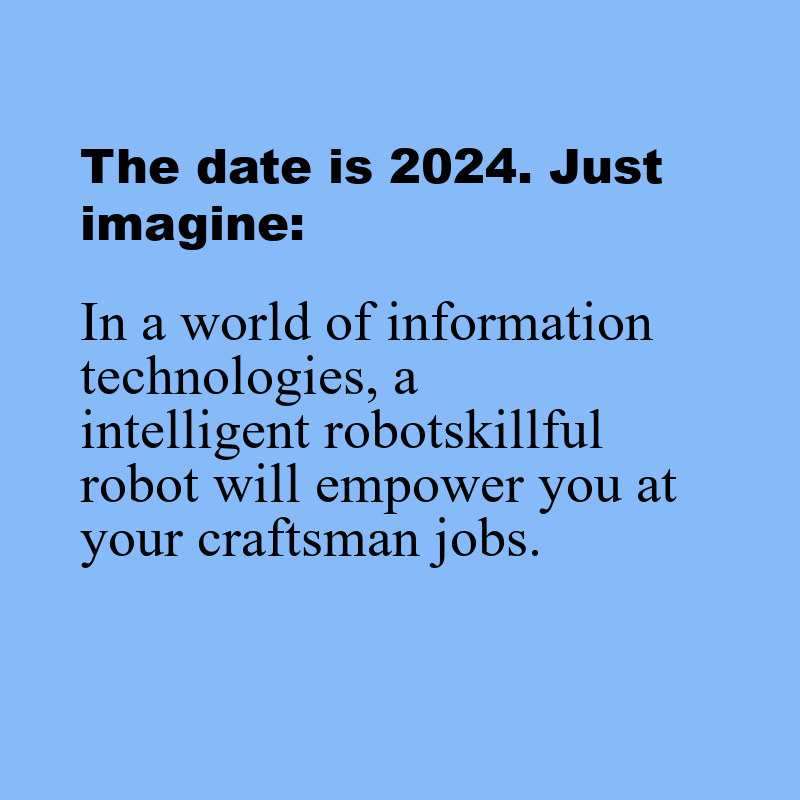 The date is 2024. Just
imagine:
In a world of information
technologies, a
intelligent robotskillful
robot will empower you at
your craftsman jobs.